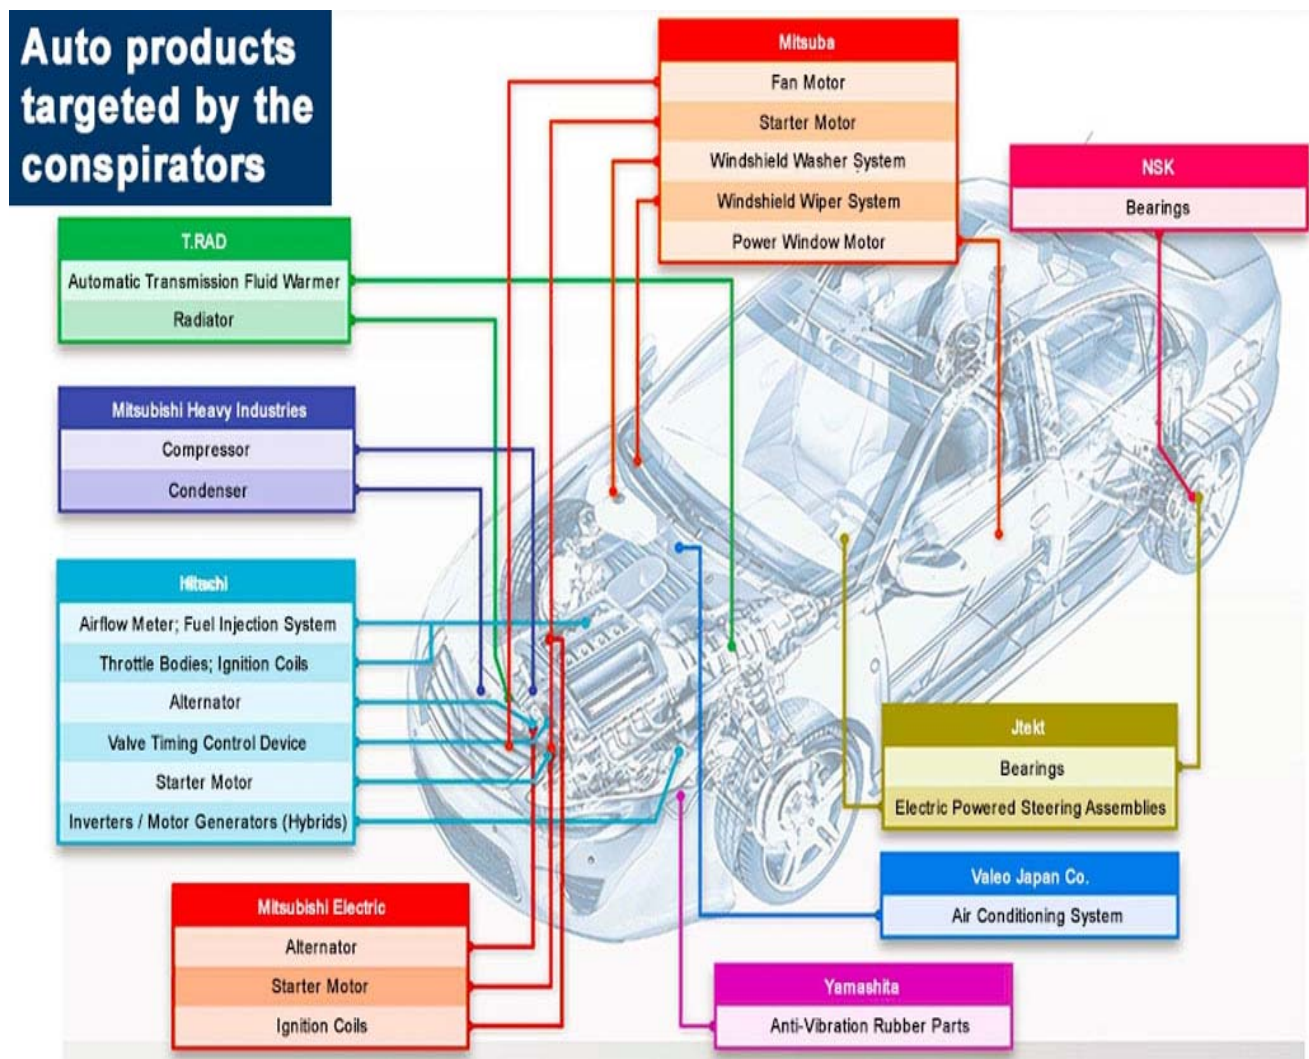 Auto products
targeted by the
conspirators
Mitsuba
Fan Motor
Starter Motor
Windshield Washer System
Windshield Wiper System
Power Window Motor
NSK
Bearings
T.RAD
Automatic Transmission Fluid Warmer
Radiator
Mitsubishi Heavy Industries
Compressor
Condenser
Hitachi
Airflow Meter; Fuel Injection System
Throttle Bodies; Ignition Coils
Alternator
Valve Timing Control Device
Starter Motor
Inverters / Motor Generators (Hybrids)
Jtekt
Bearings
Electric Powered Steering Assemblies
Valeo Japan Co.
Air Conditioning System
Mitsubishi Electric
Alternator
Starter Motor
Ignition Coils
Yamashita
Anti-Vibration Rubber Parts